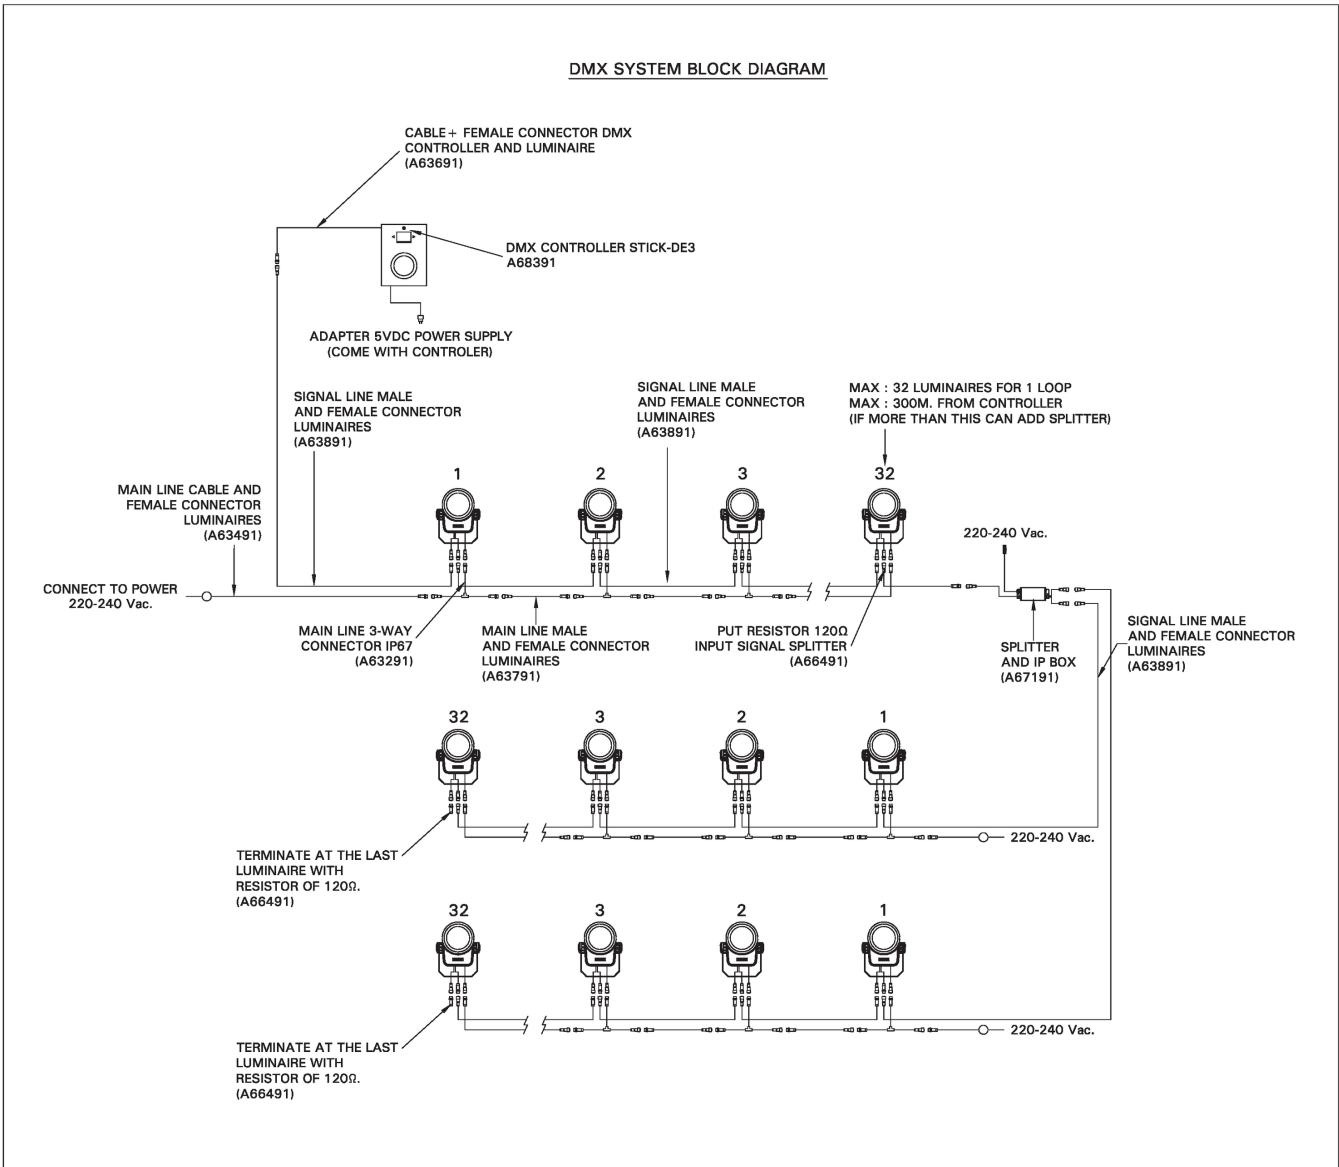 DMX SYSTEM BLOCK DIAGRAM
CABLE+ FEMALE CONNECTOR DMX
CONTROLLER AND LUMINAIRE
(A63691)
DMX CONTROLLER STICK-DE3
A68391
ADAPTER 5VDC POWER SUPPLY
(COME WITH CONTROLER)
SIGNAL LINE MALE
AND FEMALE CONNECTOR
LUMINAIRES
(A63891)
SIGNAL LINE MALE
AND FEMALE CONNECTOR
LUMINAIRES
(A63891)
MAX : 32 LUMINAIRES FOR 1 LOOP
MAX : 300M. FROM CONTROLLER
(IF MORE THAN THIS CAN ADD SPLITTER)
1
2
3
32
MAIN LINE CABLE AND
FEMALE CONNECTOR
LUMINAIRES
(A63491)
220-240 Vac.
CONNECT TO POWER
220-240 Vac.
MAIN LINE 3-WAY
CONNECTOR IP67
(A63291)
MAIN LINE MALE
AND FEMALE CONNECTOR
LUMINAIRES
(A63791)
PUT RESISTOR 120Ω
INPUT SIGNAL SPLITTER
(A66491)
SPLITTER
AND IP BOX
(A67191)
SIGNAL LINE MALE
AND FEMALE CONNECTOR
LUMINAIRES
(A63891)
32
3
2
1
220-240 Vac.
TERMINATE AT THE LAST
LUMINAIRE WITH
RESISTOR OF 120Ω.
(A66491)
32
3
2
1
220-240 Vac.
TERMINATE AT THE LAST
LUMINAIRE WITH
RESISTOR OF 120Ω.
(A66491)